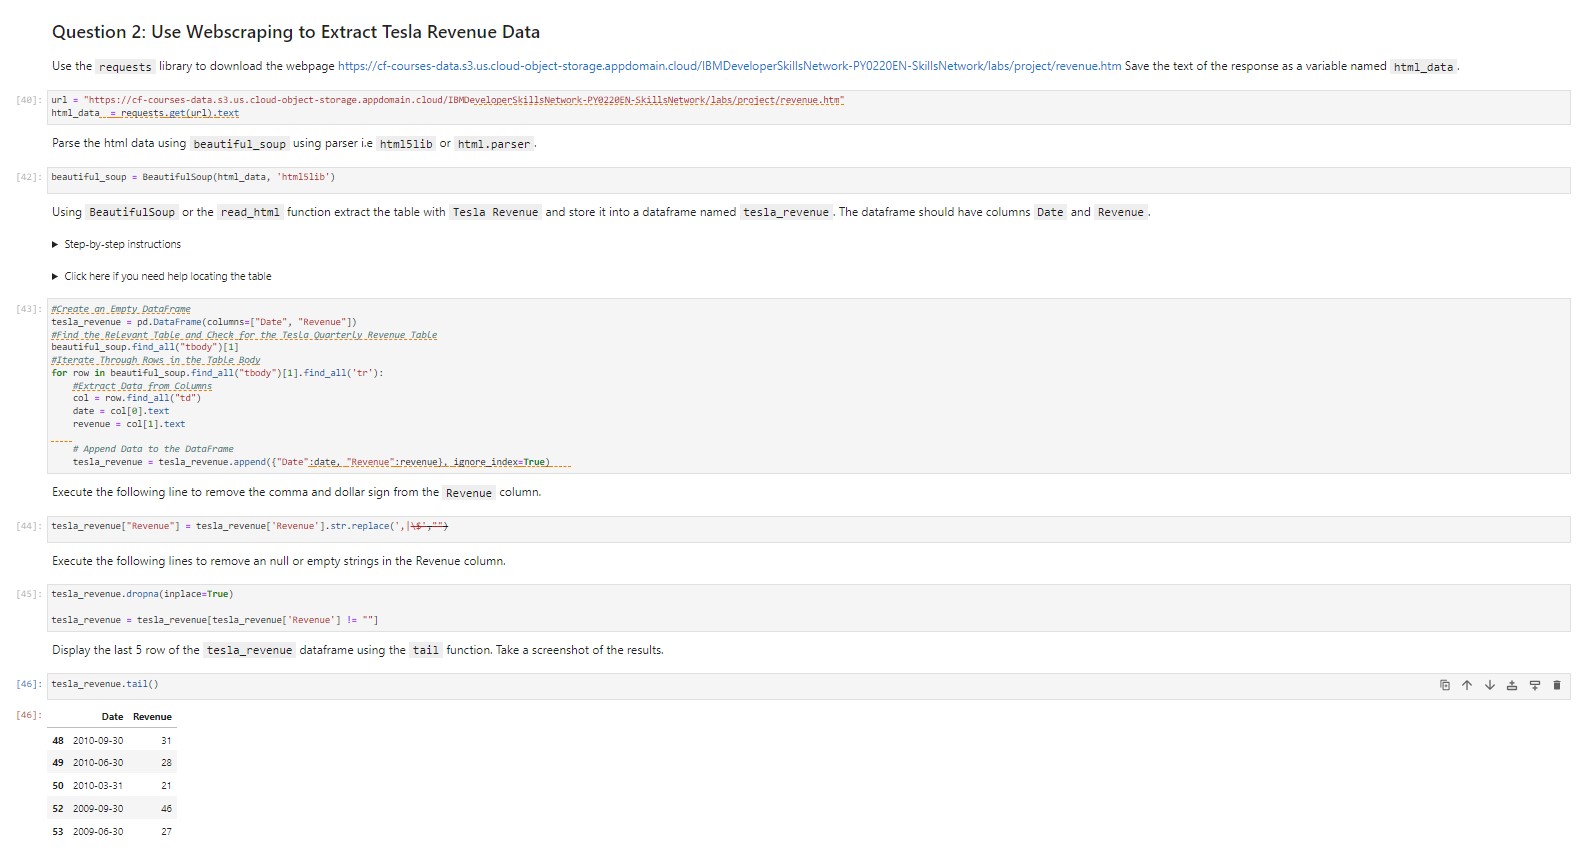 Question 2: Use Webscraping to Extract Tesla Revenue Data
Use the requests library to download the webpage https://cf-courses-data.s3.us.cloud-object-storage.appdomain.cloud/IBMDeveloperSkillsNetwork-PY0220EN-SkillsNetwork/labs/project/revenue.htm Save the text of the response as a variable named html_data.
[40]: url = "https://cf-courses-data.s3.us.cloud-object-storage.appdomain.cloud/IBMDeveloperSkillsNetwork-PY0220EN-SkillsNetwork/labs/project/revenue.htm"
html_data  = requests.get(url).text
Parse the html data using beautiful_soup using parser i.e html5lib or html.parser.
[42]: beautiful_soup = BeautifulSoup(html_data, 'html5lib')
Using BeautifulSoup or the read_html function extract the table with Tesla Revenue and store it into a dataframe named tesla_revenue. The dataframe should have columns Date and Revenue.
▶ Step-by-step instructions
▶ Click here if you need help locating the table
[43]: #Create an Empty DataFrame
tesla_revenue = pd.DataFrame(columns=["Date", "Revenue"])
#Find the Relevant Table and Check for the Tesla Quarterly Revenue Table
beautiful_soup.find_all("tbody")[1]
#Iterate Through Rows in the Table Body
for row in beautiful_soup.find_all("tbody")[1].find_all('tr'):
    #Extract Data from Columns
    col = row.find_all("td")
    date = col[0].text
    revenue = col[1].text
    # Append Data to the DataFrame
    tesla_revenue = tesla_revenue.append({"Date":date, "Revenue":revenue}, ignore_index=True)
Execute the following line to remove the comma and dollar sign from the Revenue column.
[44]: tesla_revenue["Revenue"] = tesla_revenue['Revenue'].str.replace(',|\$',"")
Execute the following lines to remove an null or empty strings in the Revenue column.
[45]: tesla_revenue.dropna(inplace=True)
tesla_revenue = tesla_revenue[tesla_revenue['Revenue'] != ""]
Display the last 5 row of the tesla_revenue dataframe using the tail function. Take a screenshot of the results.
[46]: tesla_revenue.tail()
[46]: Date Revenue
48 2010-09-30 31
49 2010-06-30 28
50 2010-03-31 21
52 2009-09-30 46
53 2009-06-30 27